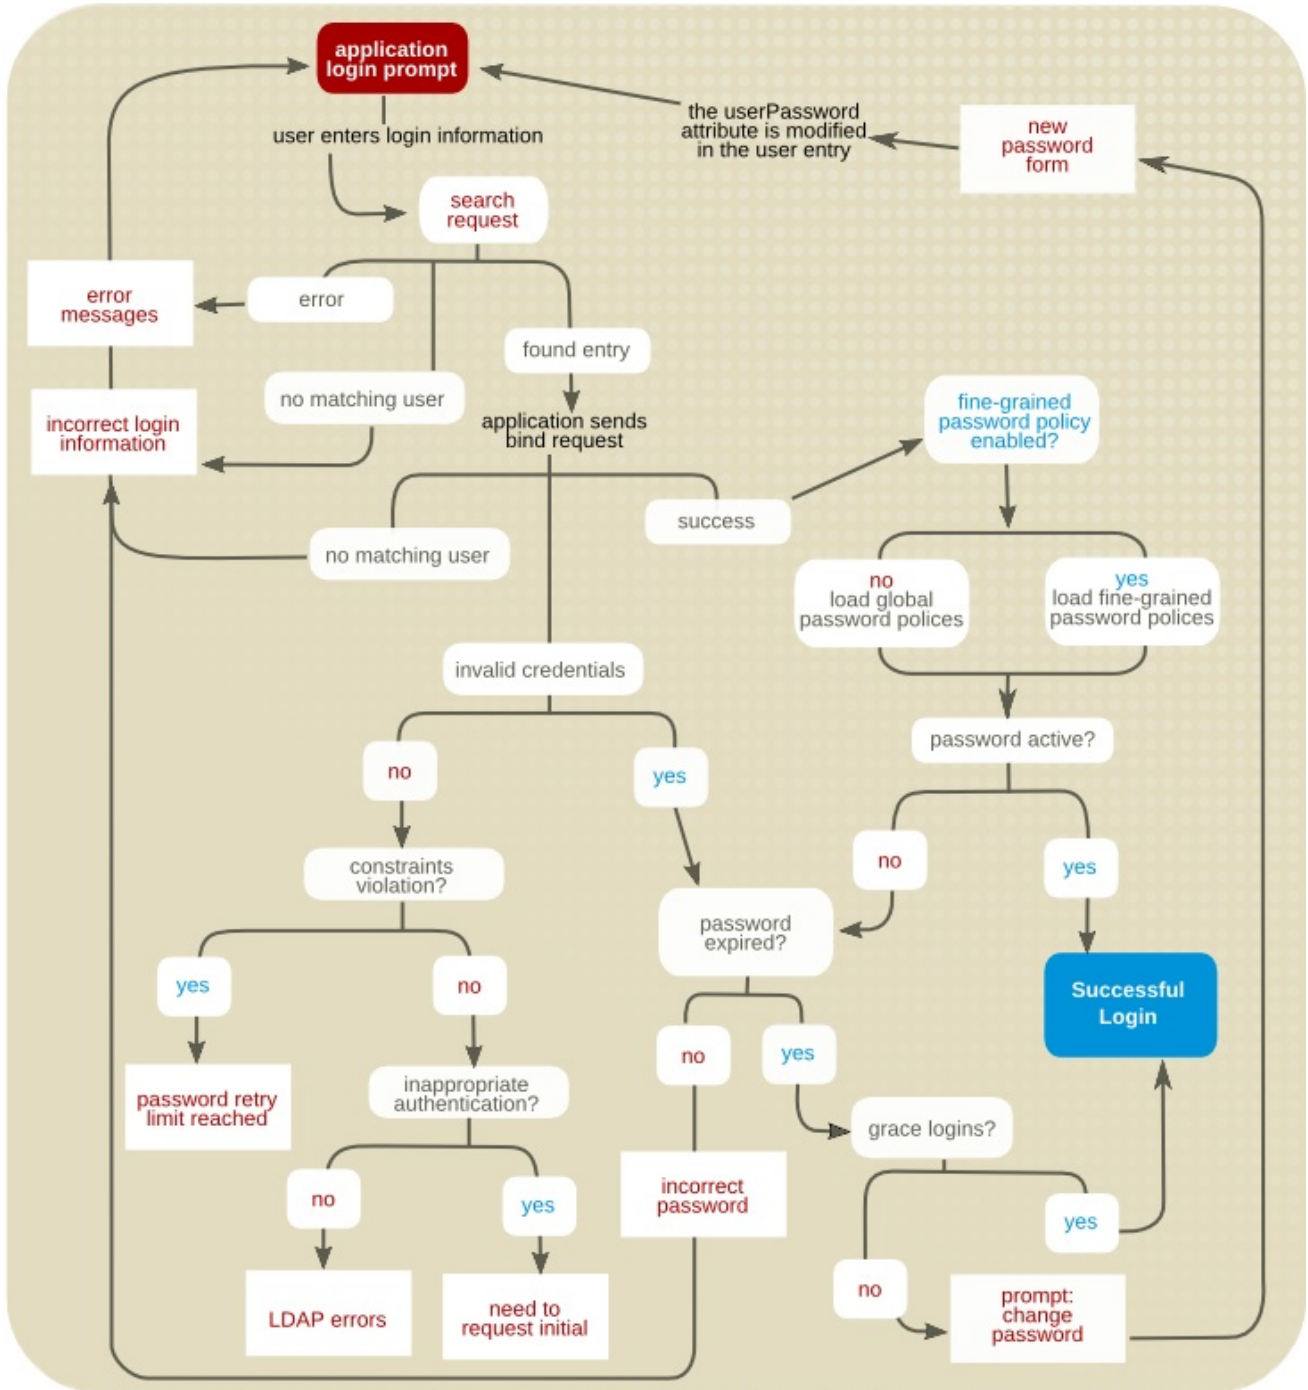 application
login prompt
user enters login information
the userPassword
attribute is modified
in the user entry
new
password
form
search
request
error
messages
error
found entry
no matching user
incorrect login
information
application sends
bind request
fine-grained
password policy
enabled?
success
no matching user
no
load global
password polices
yes
load fine-grained
password polices
invalid credentials
password active?
no
yes
constraints
violation?
no
yes
password
expired?
yes
no
Successful
Login
no
yes
inappropriate
authentication?
password retry
limit reached
grace logins?
no
yes
incorrect
password
yes
no
LDAP errors
need to
request initial
prompt:
change
password